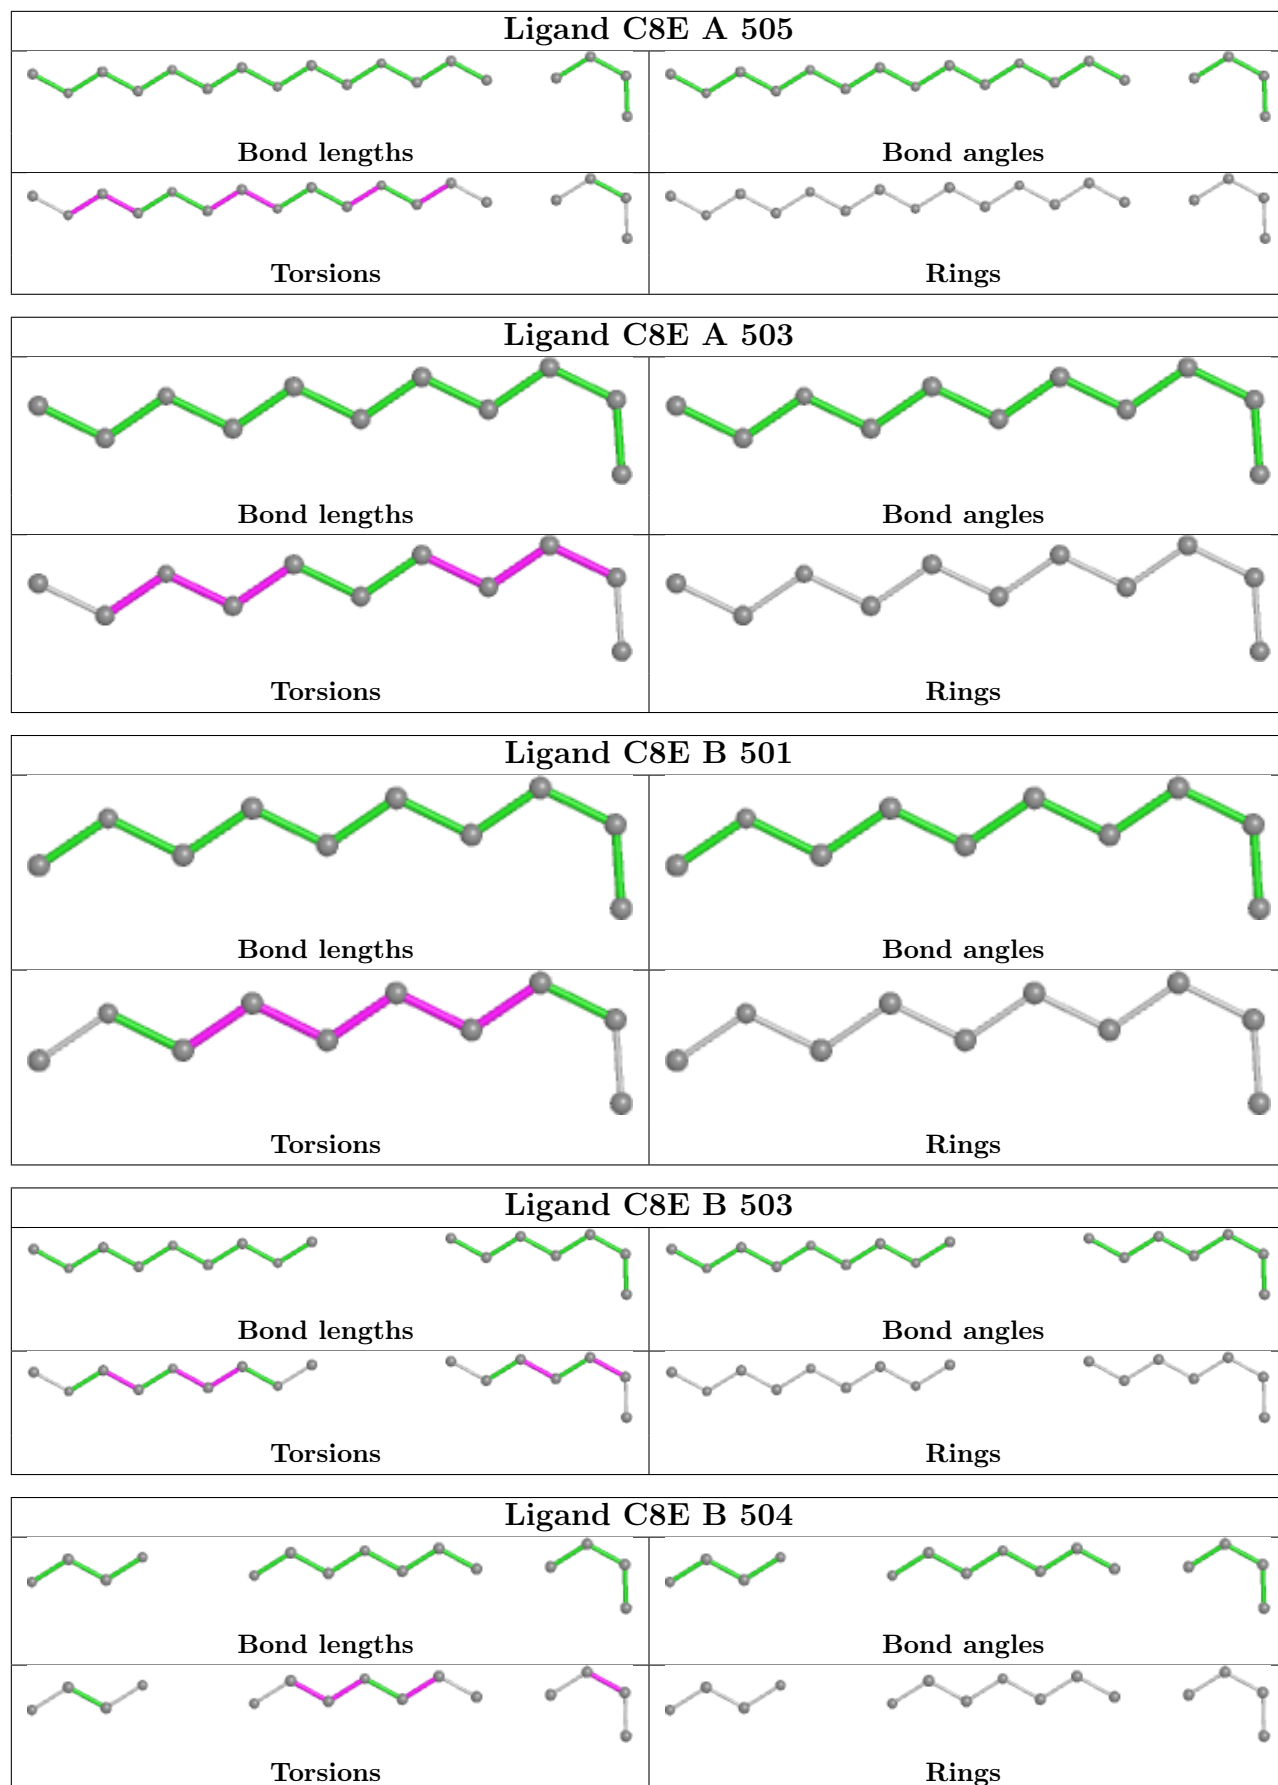 Ligand C8E A 505
Bond lengths
Bond angles
Torsions
Rings
Ligand C8E A 503
Bond lengths
Bond angles
Torsions
Rings
Ligand C8E B 501
Bond lengths
Bond angles
Torsions
Rings
Ligand C8E B 503
Bond lengths
Bond angles
Torsions
Rings
Ligand C8E B 504
Bond lengths
Bond angles
Torsions
Rings